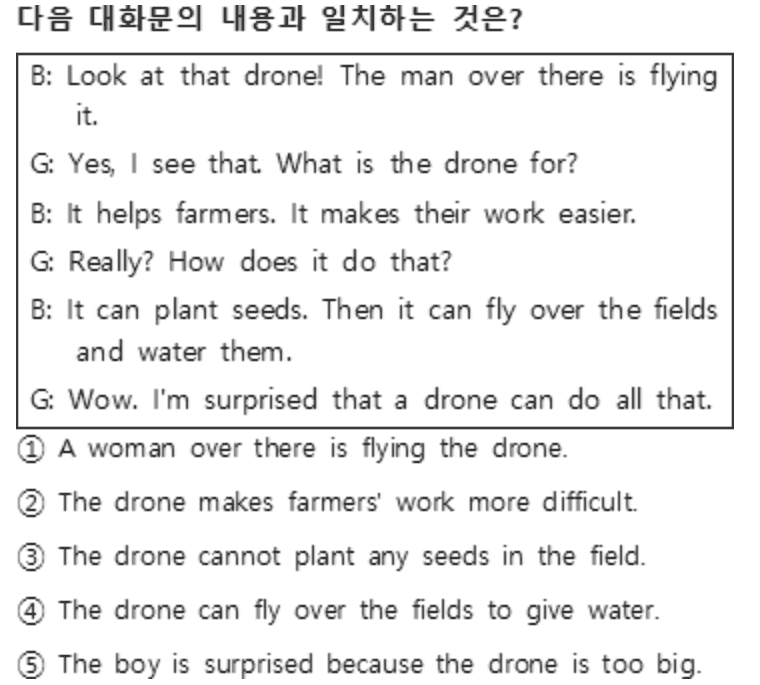 다음 대화문의 내용과 일치하는 것은?
B: Look at that drone! The man over there is flying
it.
G: Yes, I see that. What is the drone for?
B: It helps farmers. It makes their work easier.
G: Really? How does it do that?
B: It can plant seeds. Then it can fly over the fields
and water them.
G: Wow. I'm surprised that a drone can do all that.
① A woman over there is flying the drone.
② The drone makes farmers' work more difficult.
③ The drone cannot plant any seeds in the field.
④ The drone can fly over the fields to give water.
⑤ The boy is surprised because the drone is too big.